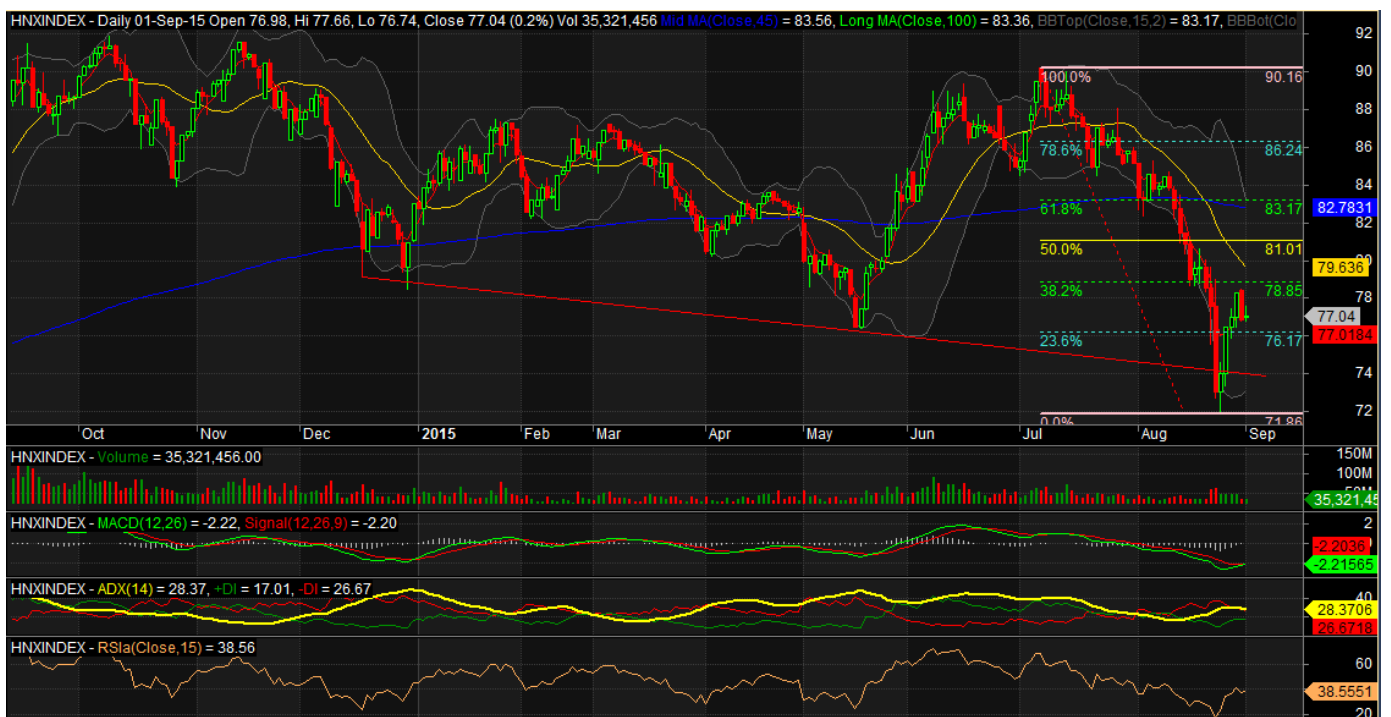 HNXINDEX - Daily 01-Sep-15 Open 76.98, Hi 77.66, Lo 76.74, Close 77.04 (0.2%) Vol 35,321,456 Mid MA(Close,45) = 83.56, Long MA(Close,100) = 83.36, BBTop(Close,15,2) = 83.17, BBBot(Clo
92
100.0% 90.16 90
88
78.6% 86.24 86
84
61.8% 83.17 82.7831
82
50.0% 81.01
79.636
38.2% 78.85 78
77.04
77.0184
23.6% 76.17
74
72
0.0% 71.86
Oct Nov Dec 2015 Feb Mar Apr May Jun Jul Aug Sep
HNXINDEX - Volume = 35,321,456.00 150M
100M
35,321,45
HNXINDEX - MACD(12,26) = -2.22, Signal(12,26,9) = -2.20 2
-2.2036
-2.21565
HNXINDEX - ADX(14) = 28.37, +DI = 17.01, -DI = 26.67 40
28.3706
26.6718
HNXINDEX - RSIa(Close,15) = 38.56 60
38.5551
20